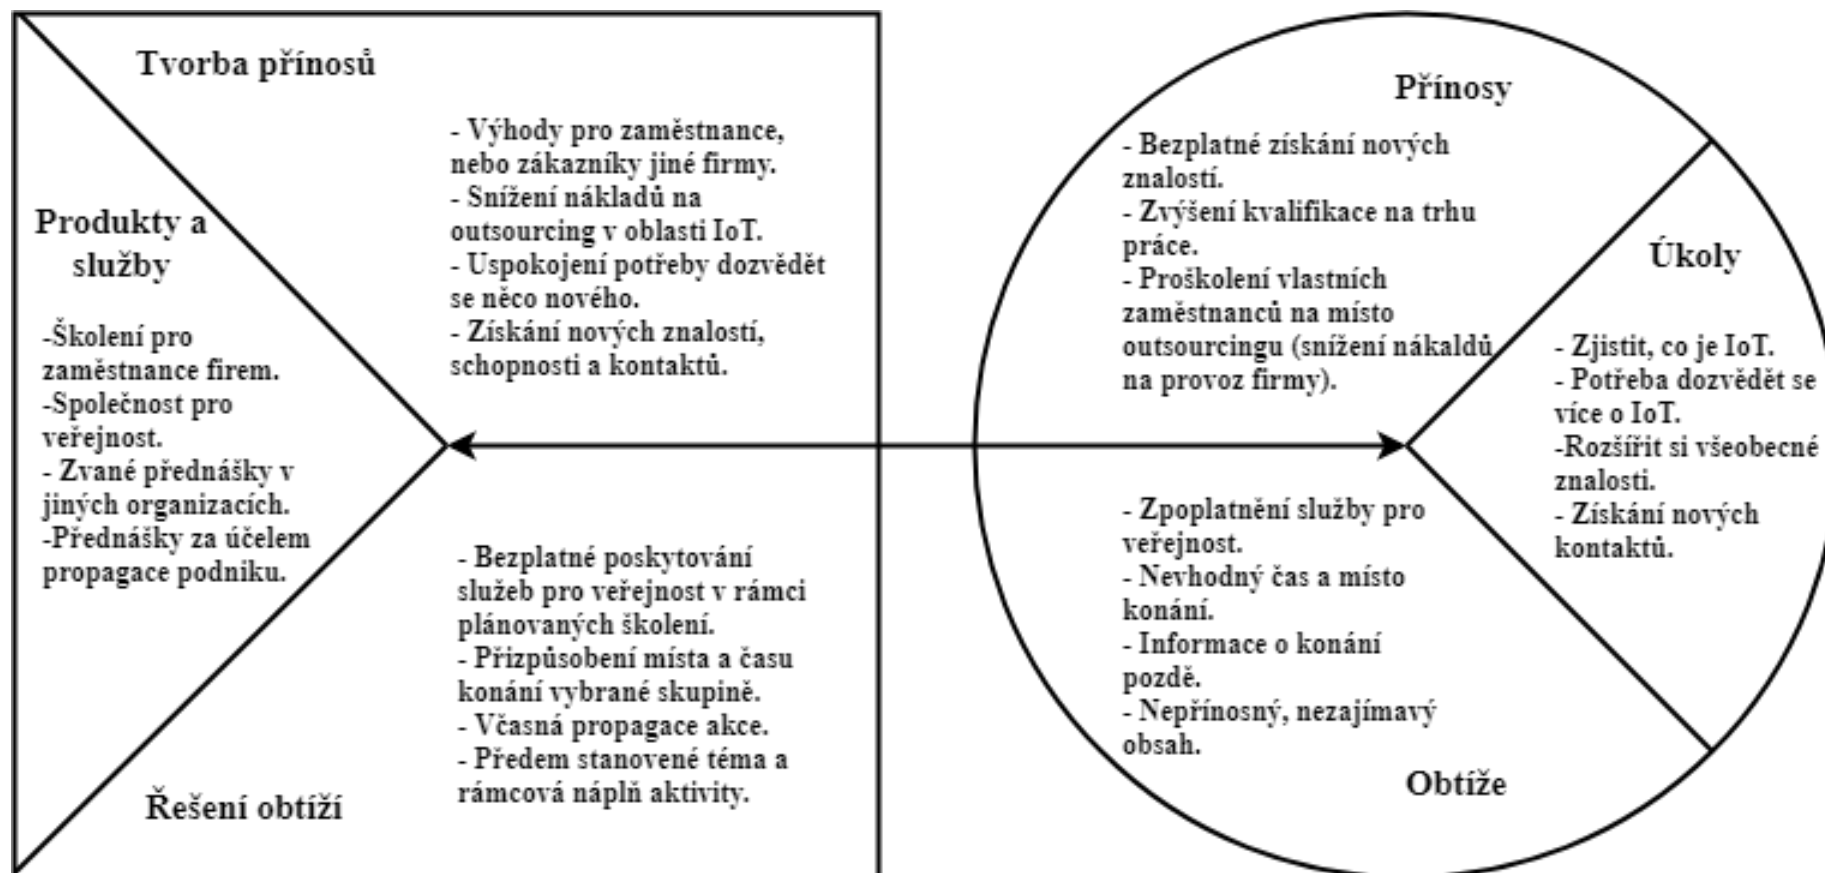 Tvorba přínosů
- Výhody pro zaměstnance,
nebo zákazníky jiné firmy.
- Snížení nákladů na
outsourcing v oblasti IoT.
- Uspokojení potřeby dozvědět
se něco nového.
- Získání nových znalostí,
schopnosti a kontaktů.
Produkty a
služby
-Školení pro
zaměstnance firem.
-Společnost pro
veřejnost.
- Zvané přednášky v
jiných organizacích.
-Přednášky za účelem
propagace podniku.
- Bezplatné poskytování
služeb pro veřejnost v rámci
plánovaných školení.
- Přizpůsobení místa a času
konání vybrané skupině.
- Včasná propagace akce.
- Předem stanovené téma a
rámcová náplň aktivity.
Řešení obtíží
Přínosy
- Bezplatné získání nových
znalostí.
- Zvýšení kvalifikace na trhu
práce.
- Proškolení vlastních
zaměstnanců na místo
outsourcingu (snížení nákaldů
na provoz firmy).
Úkoly
- Zjistit, co je IoT.
- Potřeba dozvědět se
více o IoT.
-Rozšířit si všeobecné
znalosti.
- Získání nových
kontaktů.
- Zpoplatnění služby pro
veřejnost.
- Nevhodný čas a místo
konání.
- Informace o konání
pozdě.
- Nepřínosný, nezajímavý
obsah.
Obtíže